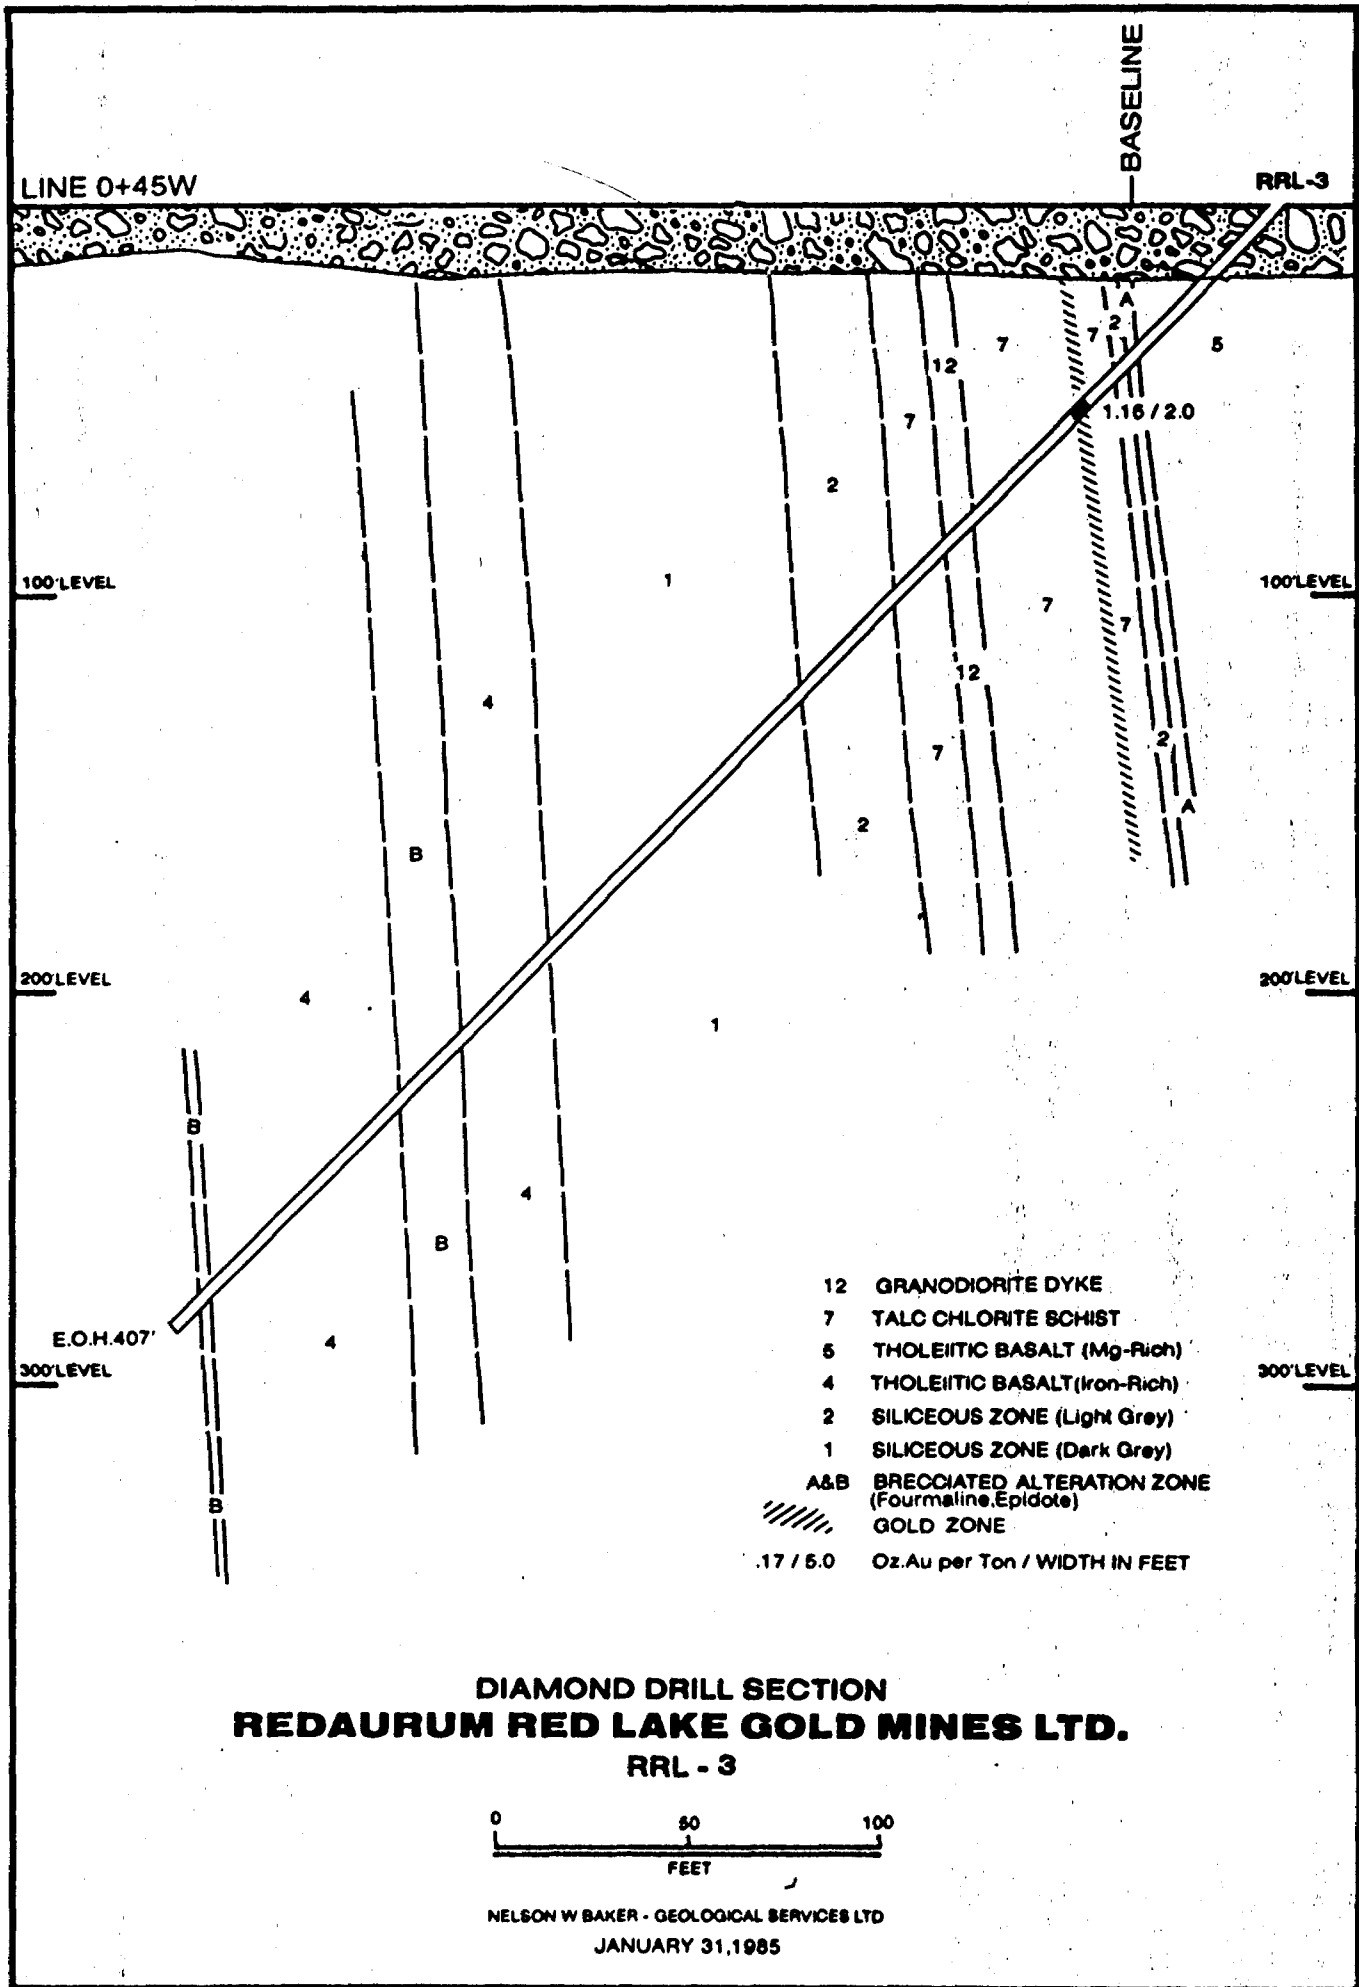 BASELINE
LINE 0+45W
RRL-3
A
2
7
5
7
12
1.16 / 2.0
7
2
1
100'LEVEL
100'LEVEL
7
7
12
4
2
7
A
2
B
200'LEVEL
200'LEVEL
4
1
B
4
B
E.O.H.407'
4
300'LEVEL
300'LEVEL
B
12 GRANODIORITE DYKE
7 TALC CHLORITE SCHIST
5 THOLEIITIC BASALT (Mg-Rich)
4 THOLEIITIC BASALT(Iron-Rich)
2 SILICEOUS ZONE (Light Grey)
1 SILICEOUS ZONE (Dark Grey)
A&B BRECCIATED ALTERATION ZONE
(Fourmaline,Epidote)
GOLD ZONE
.17 / 5.0 Oz.Au per Ton / WIDTH IN FEET
DIAMOND DRILL SECTION
REDAURUM RED LAKE GOLD MINES LTD.
RRL - 3
0 50 100
FEET
NELSON W BAKER - GEOLOGICAL SERVICES LTD
JANUARY 31,1985